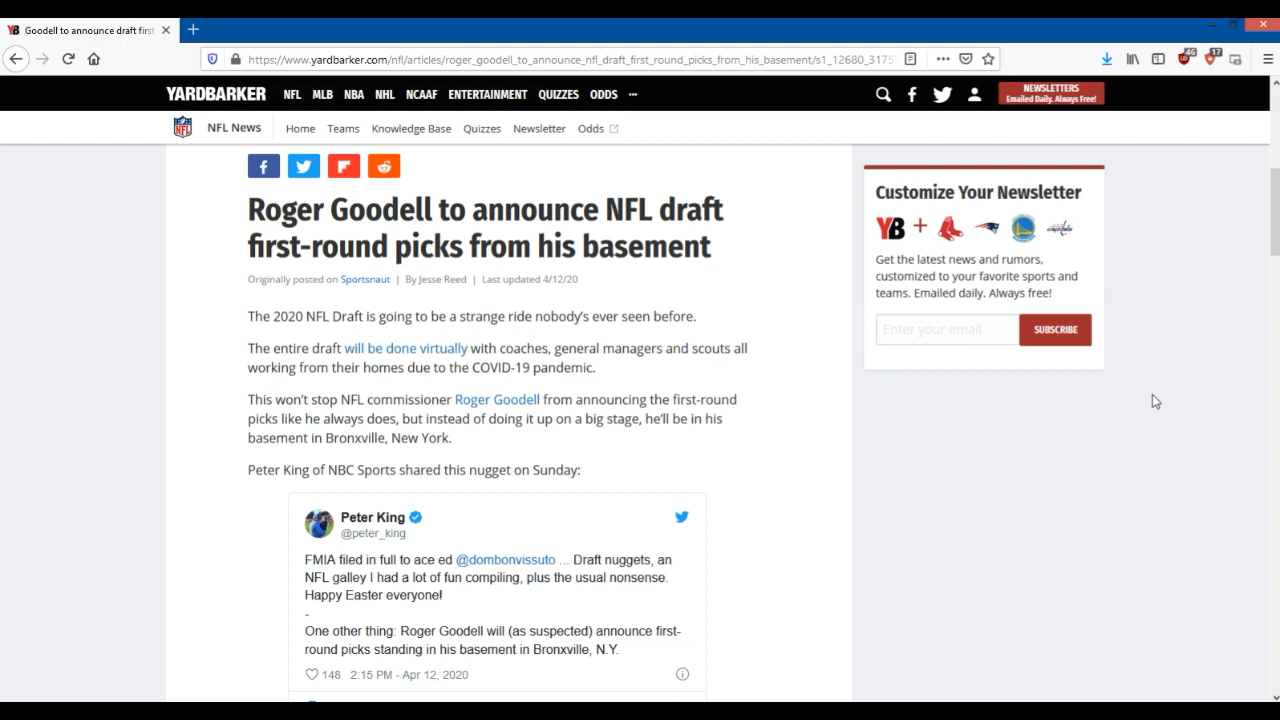 Goodell to announce draft first
https://www.yardbarker.com/nfl/articles/roger_goodell_to_announce_nfl_draft_first_round_picks_from_his_basement/s1_12680_3175
46
17
YARDBARKER NFL MLB NBA NHL NCAAF ENTERTAINMENT QUIZZES ODDS
NEWSLETTERS
Emailed Daily. Always Free!
NFL News Home Teams Knowledge Base Quizzes Newsletter Odds
Roger Goodell to announce NFL draft
first-round picks from his basement
Originally posted on Sportsnaut | By Jesse Reed | Last updated 4/12/20
The 2020 NFL Draft is going to be a strange ride nobody's ever seen before.
The entire draft will be done virtually with coaches, general managers and scouts all
working from their homes due to the COVID-19 pandemic.
This won't stop NFL commissioner Roger Goodell from announcing the first-round
picks like he always does, but instead of doing it up on a big stage, he'll be in his
basement in Bronxville, New York.
Peter King of NBC Sports shared this nugget on Sunday:
Peter King
@peter_king
FMIA filed in full to ace ed @dombonvissuto ... Draft nuggets, an
NFL galley I had a lot of fun compiling, plus the usual nonsense.
Happy Easter everyone!
-
One other thing: Roger Goodell will (as suspected) announce first-
round picks standing in his basement in Bronxville, N.Y.
148 2:15 PM - Apr 12, 2020
Customize Your Newsletter
YB +
Get the latest news and rumors,
customized to your favorite sports and
teams. Emailed daily. Always free!
Enter your email SUBSCRIBE